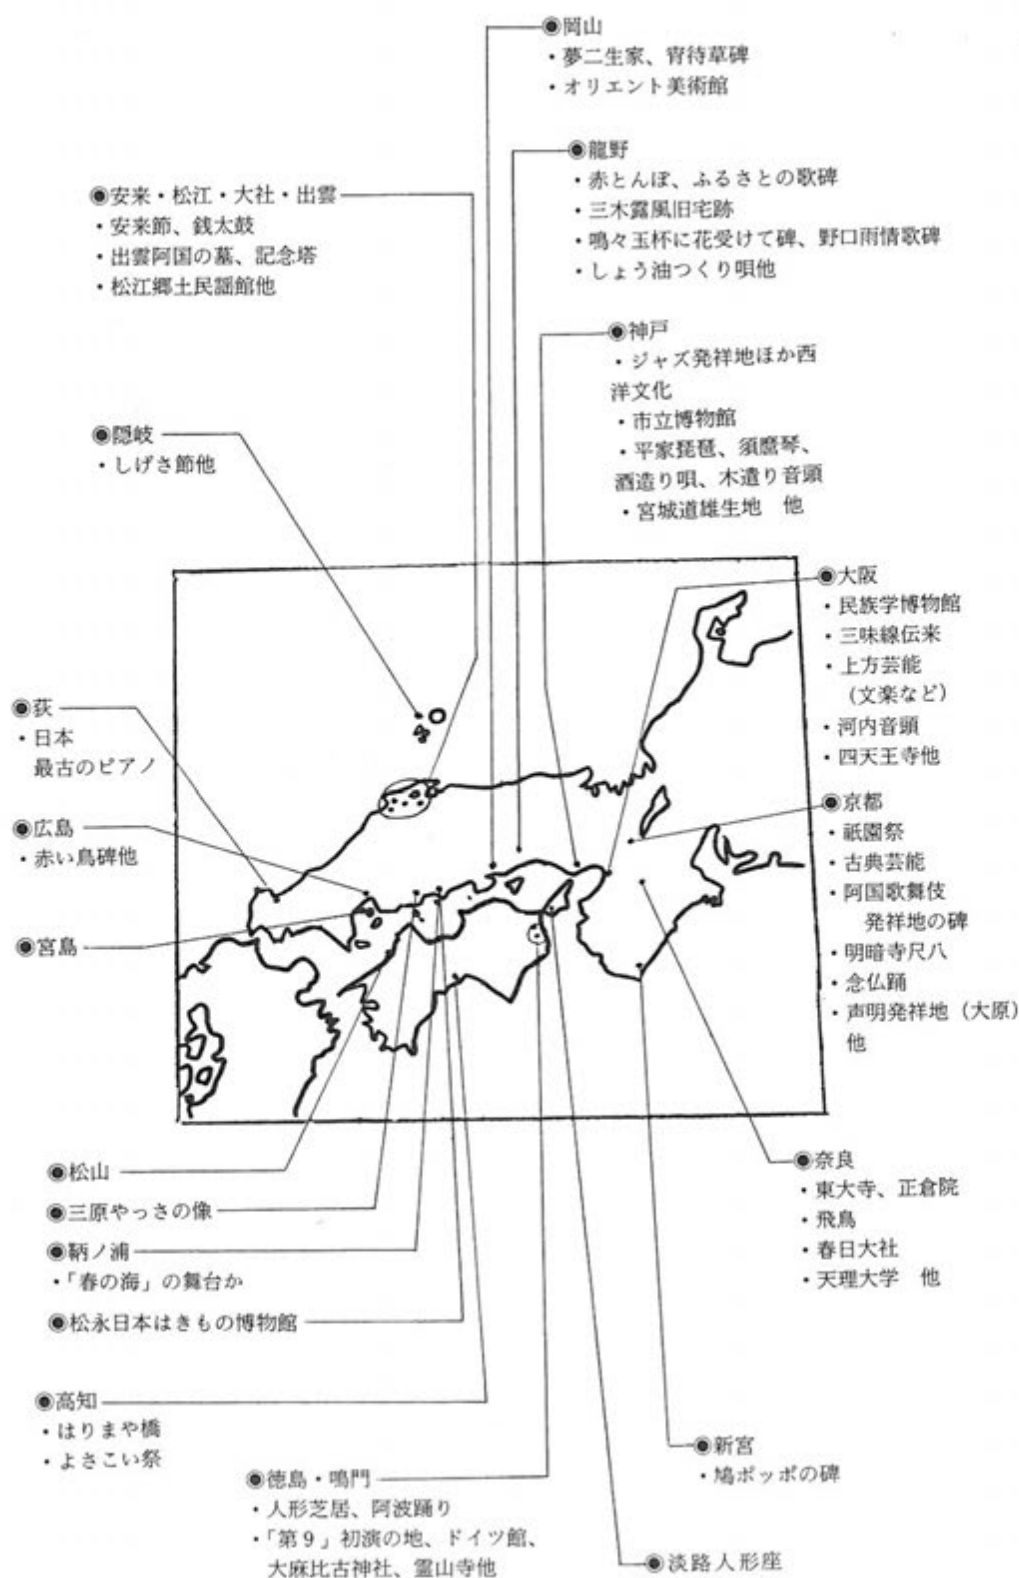 ◉岡山
・夢二生家、宵待草碑
・オリエント美術館
◉龍野
・赤とんぼ、ふるさとの歌碑
・三木露風旧宅跡
・鳴々玉杯に花受けて碑、野口雨情歌碑
・しょう油つくり唄他
◉安来・松江・大社・出雲
・安来節、銭太鼓
・出雲阿国の墓、記念塔
・松江郷土民謡館他
◉神戸
・ジャズ発祥地ほか西
洋文化
・市立博物館
・平家琵琶、須麿琴、
酒造り唄、木遣り音頭
・宮城道雄生地　他
◉隠岐
・しげさ節他
◉大阪
・民族学博物館
・三味線伝来
・上方芸能
（文楽など）
・河内音頭
・四天王寺他
◉荻
・日本
最古のピアノ
◉広島
・赤い鳥碑他
◉宮島
◉京都
・祇園祭
・古典芸能
・阿国歌舞伎
発祥地の碑
・明暗寺尺八
・念仏踊
・声明発祥地（大原）
他
◉松山
◉三原やっさの像
◉鞆ノ浦
・「春の海」の舞台か
◉松永日本はきもの博物館
◉奈良
・東大寺、正倉院
・飛鳥
・春日大社
・天理大学　他
◉高知
・はりまや橋
・よさこい祭
◉徳島・鳴門
・人形芝居、阿波踊り
・「第９」初演の地、ドイツ館、
大麻比古神社、霊山寺他
◉新宮
・鳩ポッポの碑
◉淡路人形座